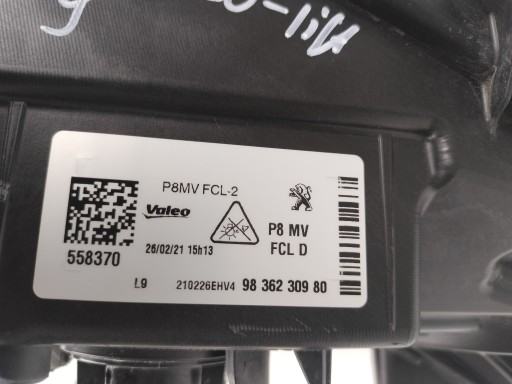 P8MV FCL-2
Valeo
P8 MV
FCL D
26/02/21 15h13
558370
L9 210226EHV4 98 362 309 80